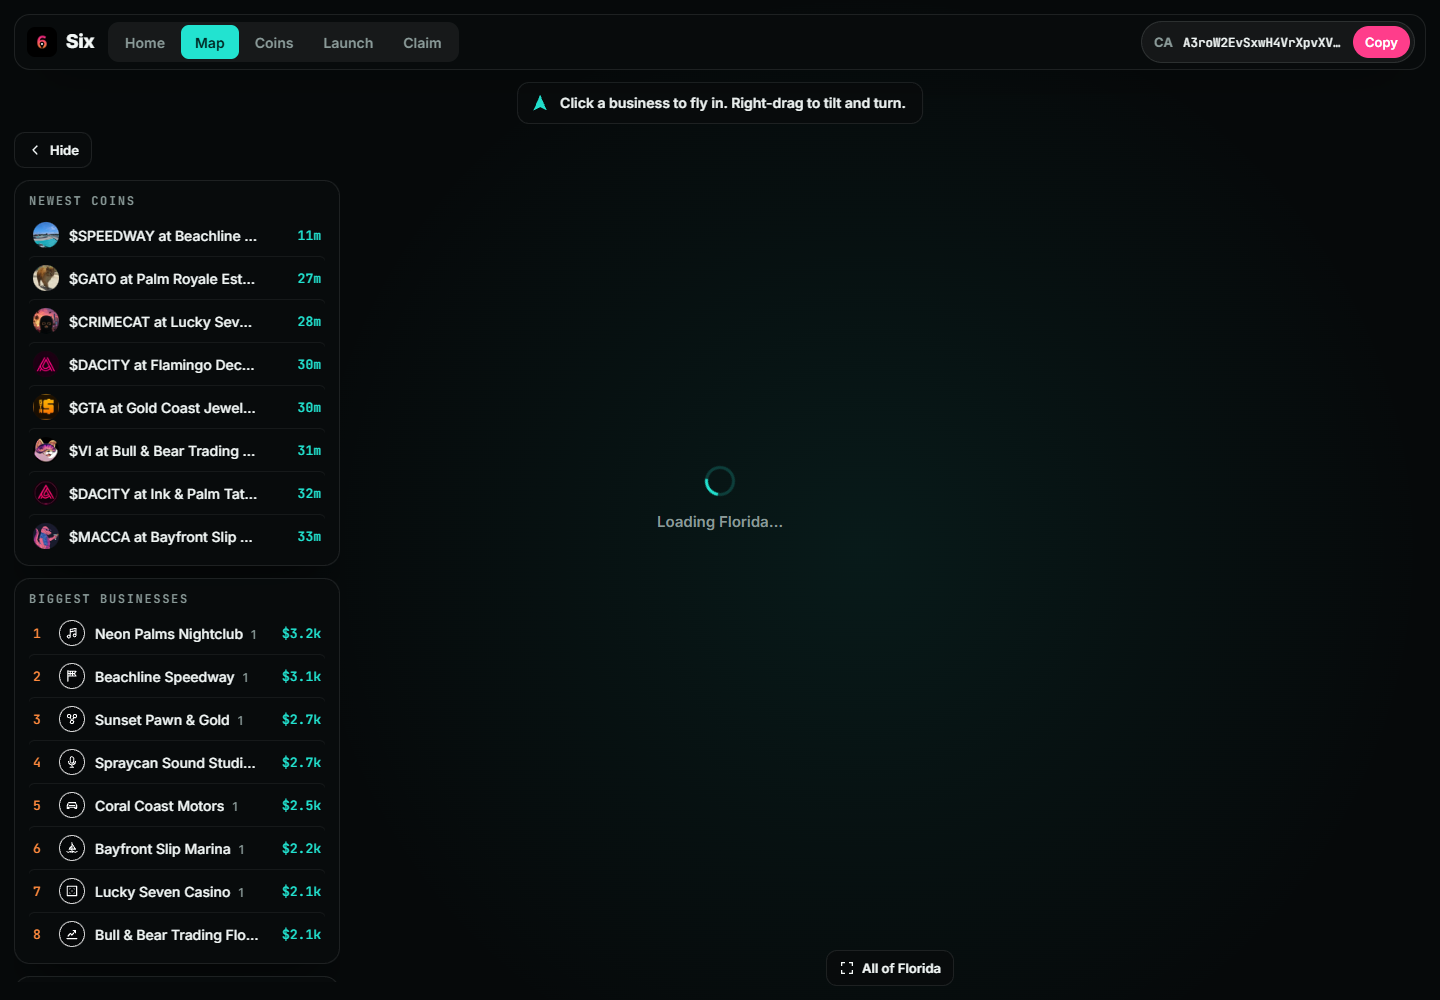 Six
Home
Map
Coins
Launch
Claim
CA A3roW2EvSxwH4VrXpvXV…
Copy
Click a business to fly in. Right-drag to tilt and turn.
Hide
NEWEST COINS
$SPEEDWAY at Beachline … 11m
$GATO at Palm Royale Est… 27m
$CRIMECAT at Lucky Sev… 28m
$DACITY at Flamingo Dec… 30m
$GTA at Gold Coast Jewel… 30m
$VI at Bull & Bear Trading … 31m
$DACITY at Ink & Palm Tat… 32m
$MACCA at Bayfront Slip … 33m
Loading Florida…
BIGGEST BUSINESSES
1 Neon Palms Nightclub 1 $3.2k
2 Beachline Speedway 1 $3.1k
3 Sunset Pawn & Gold 1 $2.7k
4 Spraycan Sound Studi… $2.7k
5 Coral Coast Motors 1 $2.5k
6 Bayfront Slip Marina 1 $2.2k
7 Lucky Seven Casino 1 $2.1k
8 Bull & Bear Trading Flo… $2.1k
All of Florida